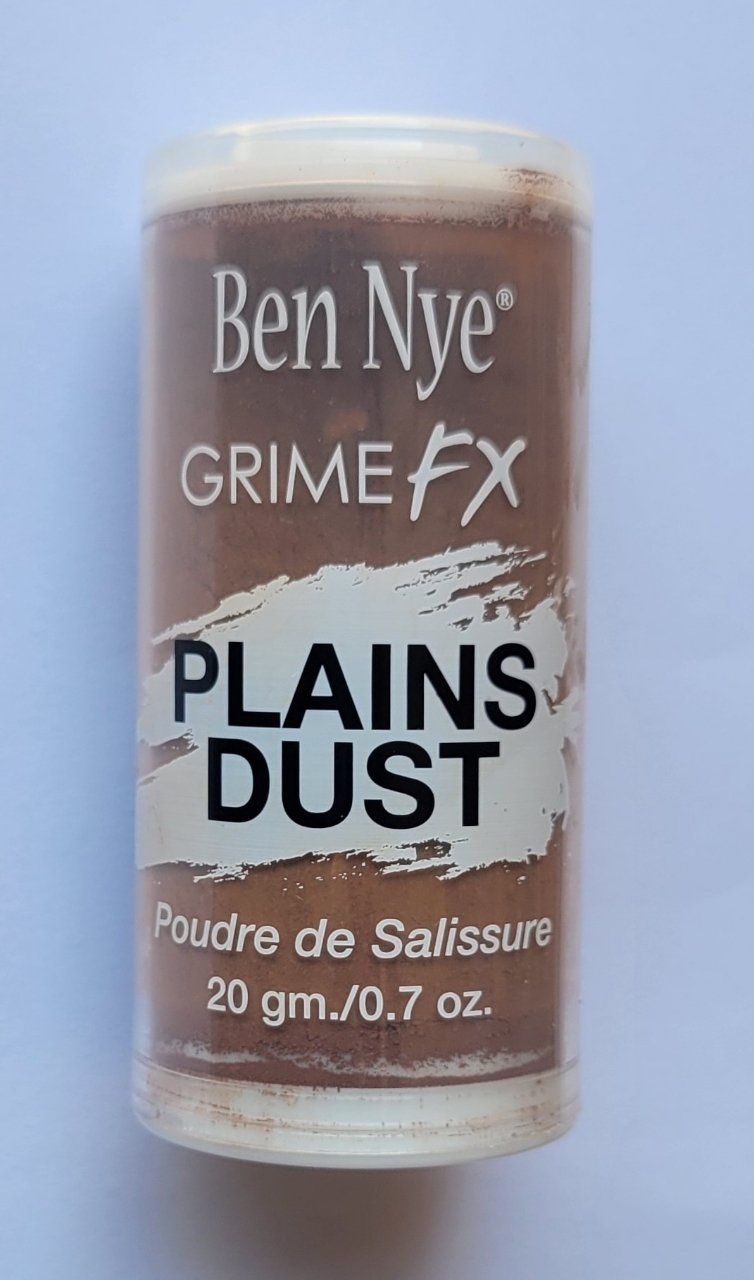 Ben Nye®
GRIME FX
PLAINS
DUST
Poudre de Salissure
20 gm./0.7 oz.